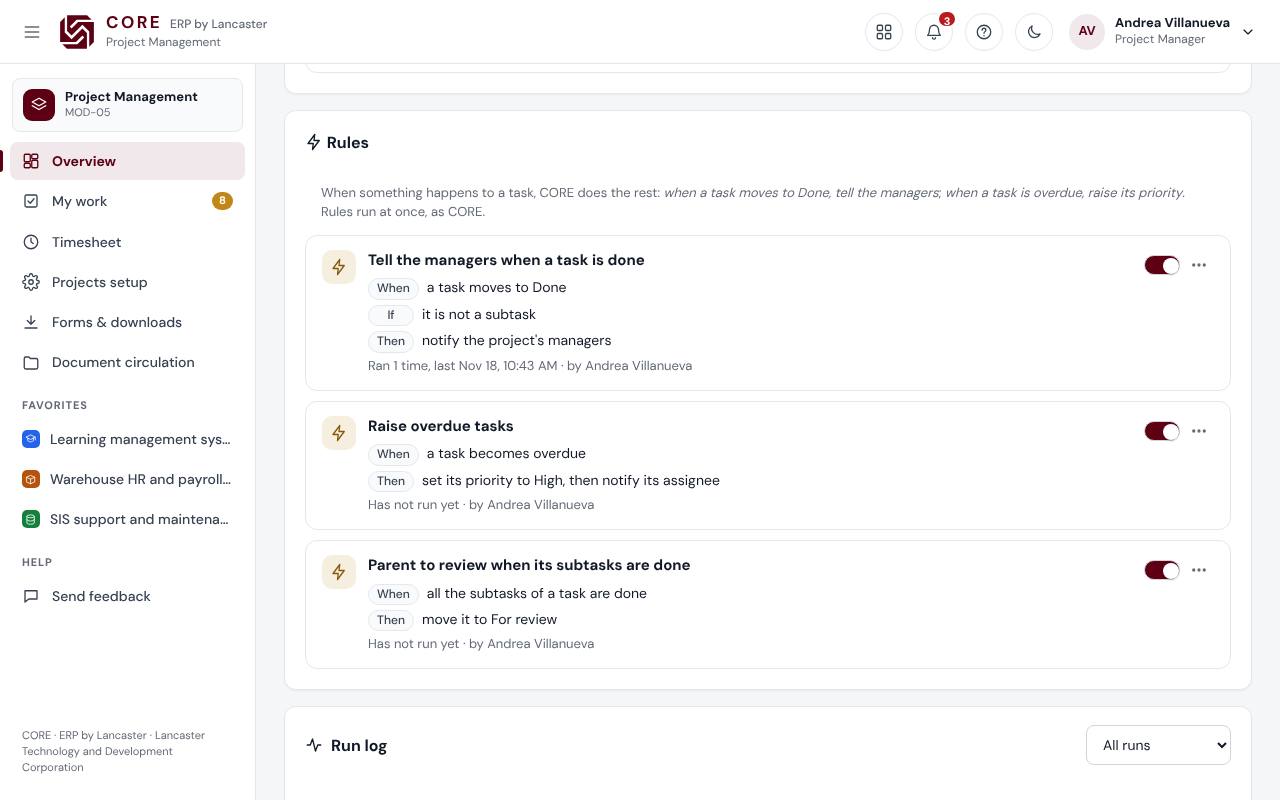 CORE ERP by Lancaster
Project Management
3
AV
Andrea Villanueva
Project Manager
Project Management
MOD-05
Overview
My work 8
Timesheet
Projects setup
Forms & downloads
Document circulation
FAVORITES
Learning management sys...
Warehouse HR and payroll...
SIS support and maintena...
HELP
Send feedback
CORE · ERP by Lancaster · Lancaster
Technology and Development
Corporation
Rules
When something happens to a task, CORE does the rest: when a task moves to Done, tell the managers; when a task is overdue, raise its priority.
Rules run at once, as CORE.
Tell the managers when a task is done
When a task moves to Done
If it is not a subtask
Then notify the project's managers
Ran 1 time, last Nov 18, 10:43 AM · by Andrea Villanueva
Raise overdue tasks
When a task becomes overdue
Then set its priority to High, then notify its assignee
Has not run yet · by Andrea Villanueva
Parent to review when its subtasks are done
When all the subtasks of a task are done
Then move it to For review
Has not run yet · by Andrea Villanueva
Run log
All runs